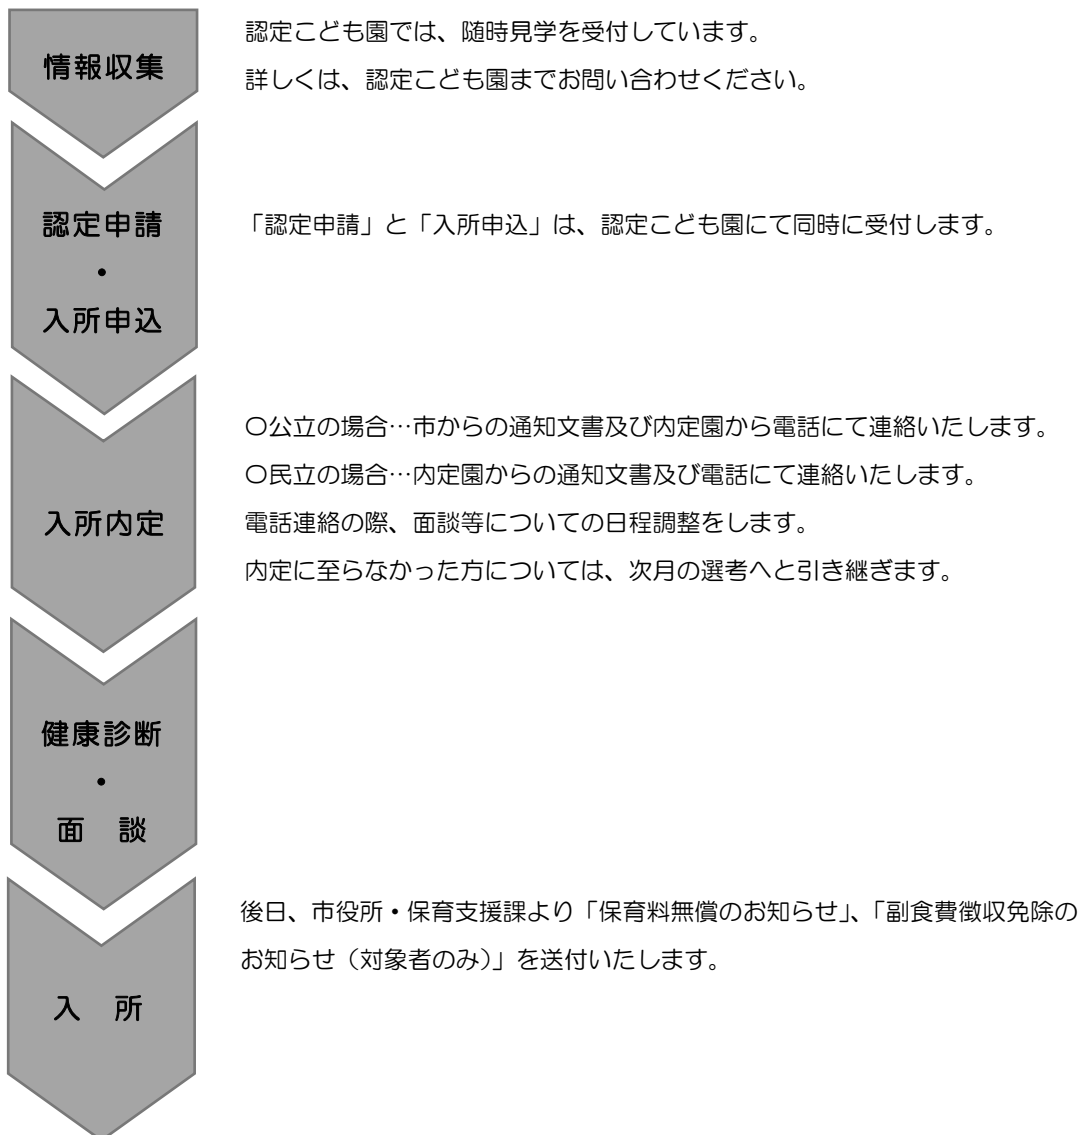 情報収集
認定こども園では、随時見学を受付しています。
詳しくは、認定こども園までお問い合わせください。
認定申請
・
入所申込
「認定申請」と「入所申込」は、認定こども園にて同時に受付します。
入所内定
〇公立の場合…市からの通知文書及び内定園から電話にて連絡いたします。
〇民立の場合…内定園からの通知文書及び電話にて連絡いたします。
電話連絡の際、面談等についての日程調整をします。
内定に至らなかった方については、次月の選考へと引き継ぎます。
健康診断
・
面　談
入　所
後日、市役所・保育支援課より「保育料無償のお知らせ」、「副食費徴収免除の
お知らせ（対象者のみ）」を送付いたします。